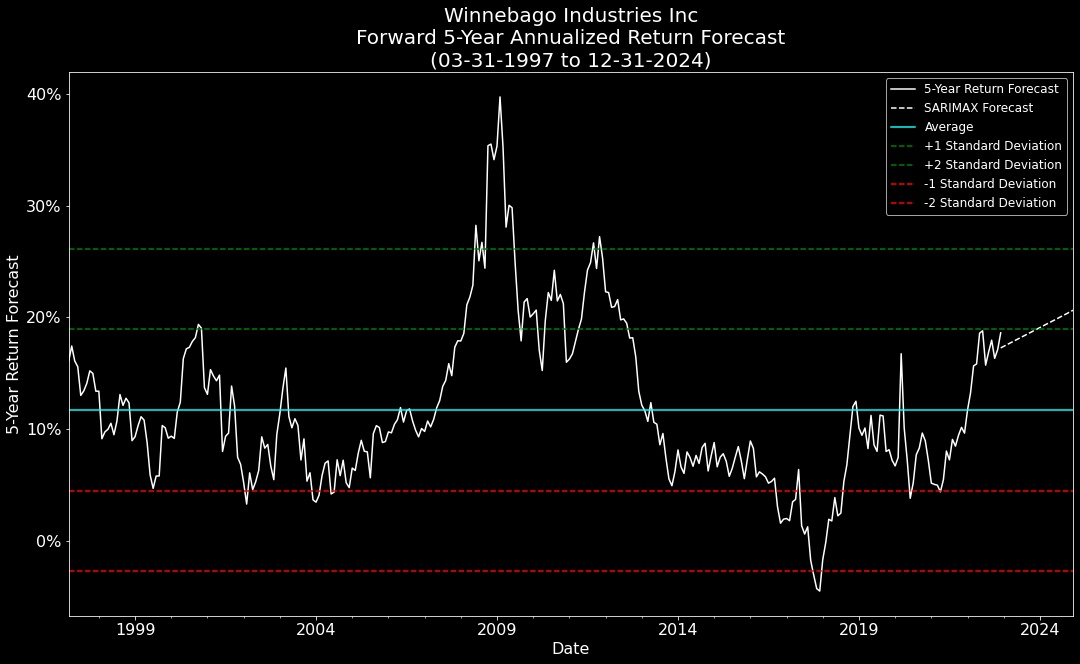 Winnebago Industries Inc
Forward 5-Year Annualized Return Forecast
(03-31-1997 to 12-31-2024)
5-Year Return Forecast
SARIMAX Forecast
Average
+1 Standard Deviation
+2 Standard Deviation
-1 Standard Deviation
-2 Standard Deviation
5-Year Return Forecast
40%
30%
20%
10%
0%
1999 2004 2009 2014 2019 2024
Date